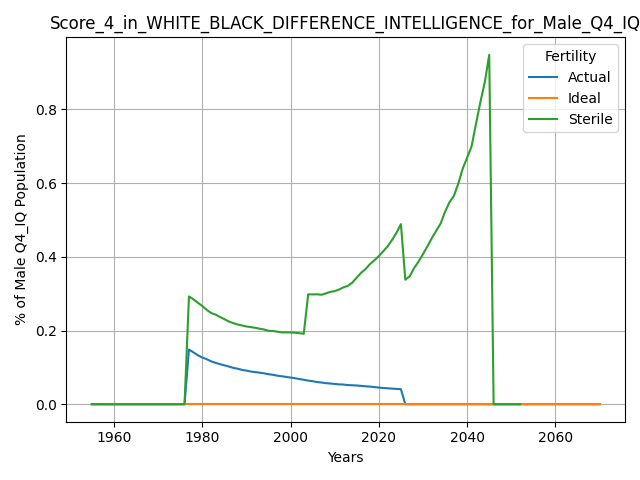 Score_4_in_WHITE_BLACK_DIFFERENCE_INTELLIGENCE_for_Male_Q4_IQ
% of Male Q4_IQ Population
0.8
0.6
0.4
0.2
0.0
Fertility
Actual
Ideal
Sterile
1960 1980 2000 2020 2040 2060
Years